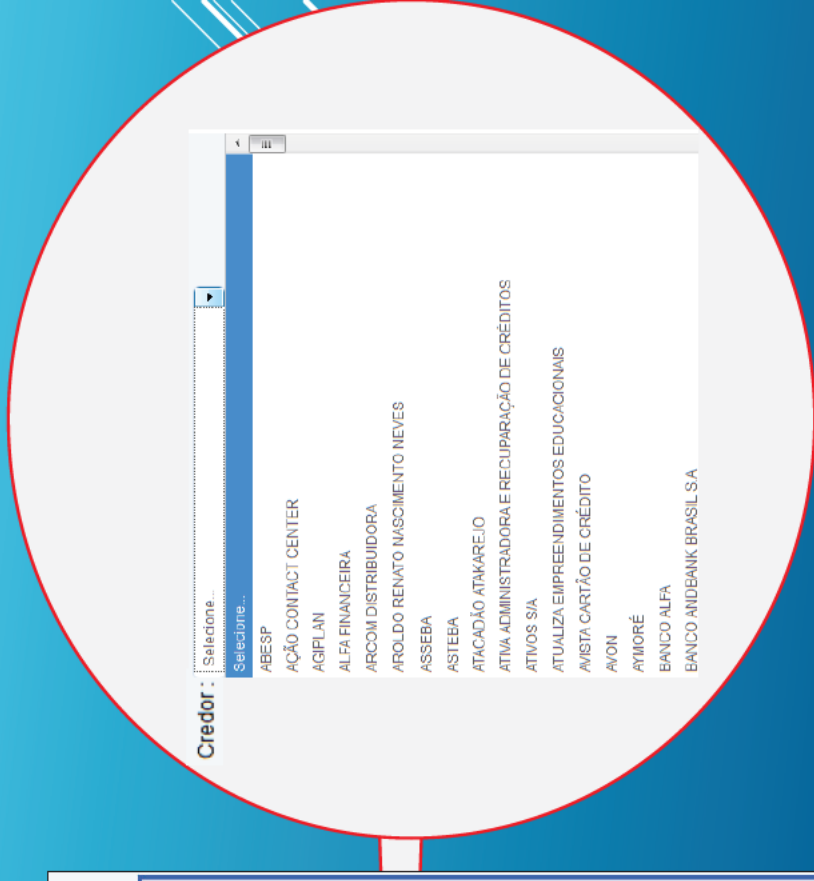 Credor : Selecione...
Selecione...
ABESP
AÇÃO CONTACT CENTER
AGIPLAN
ALFA FINANCEIRA
ARCOM DISTRIBUIDORA
AROLDO RENATO NASCIMENTO NEVES
ASSEBA
ASTEBA
ATACADÃO ATAKAREJO
ATIVA ADMINISTRADORA E RECUPARAÇÃO DE CRÉDITOS
ATIVOS S/A
ATUALIZA EMPREENDIMENTOS EDUCACIONAIS
AVISTA CARTÃO DE CRÉDITO
AVON
AYMORÉ
BANCO ALFA
BANCO ANDBANK BRASIL S.A